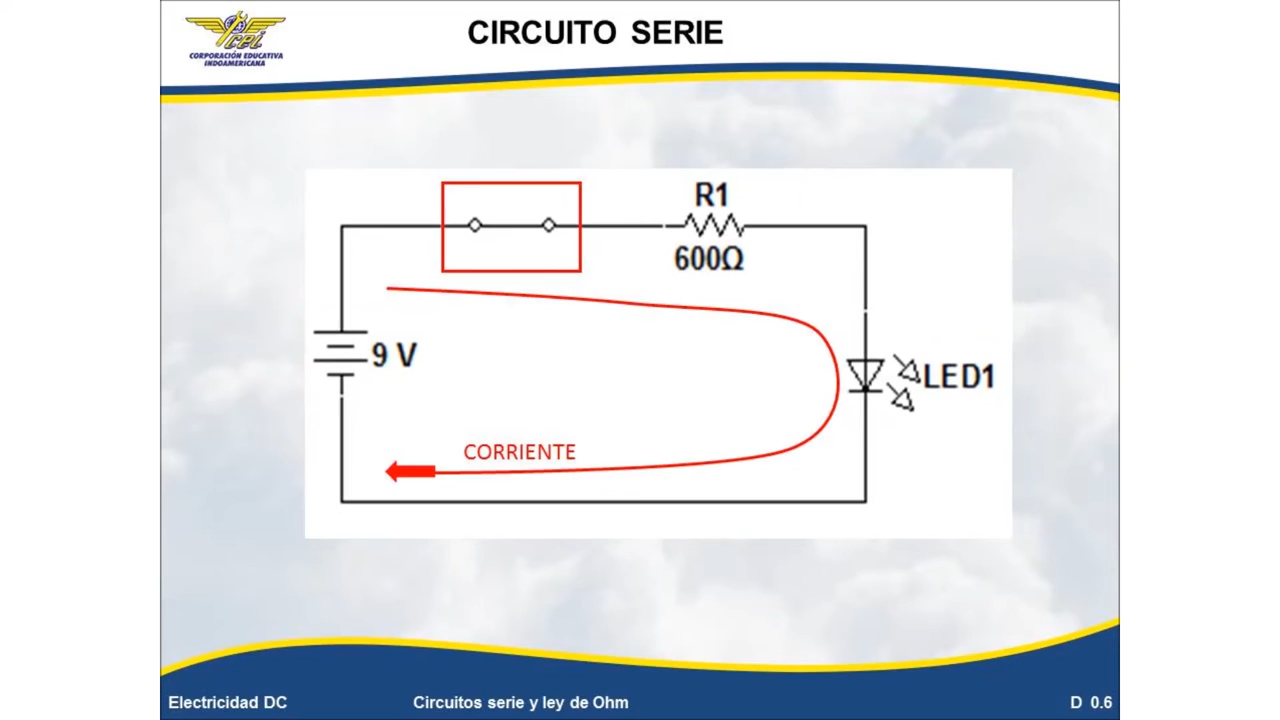 CIRCUITO SERIE
cei
CORPORACIÓN EDUCATIVA
INDOAMERICANA
R1
600Ω
9 V
LED1
CORRIENTE
Electricidad DC
Circuitos serie y ley de Ohm
D 0.6